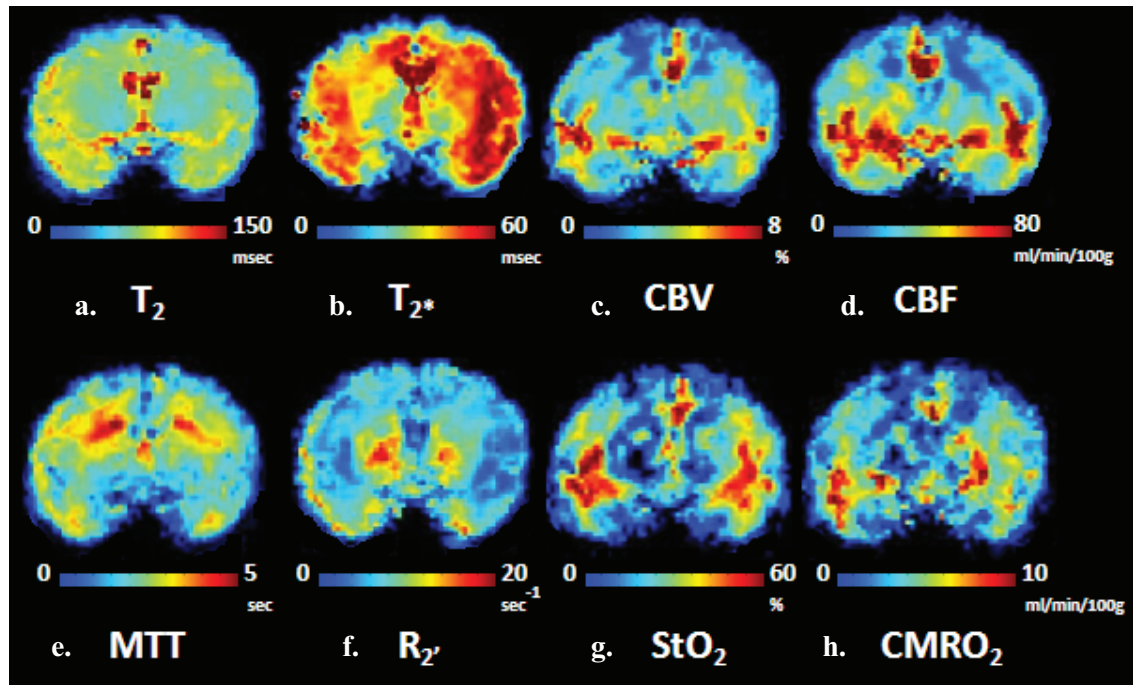 0 150 0 60 0 8 0 80
msec msec % ml/min/100g
a. T2 b. T2* c. CBV d. CBF
0 5 0 20 0 60 0 10
sec sec-1 % ml/min/100g
e. MTT f. R2' g. StO2 h. CMRO2